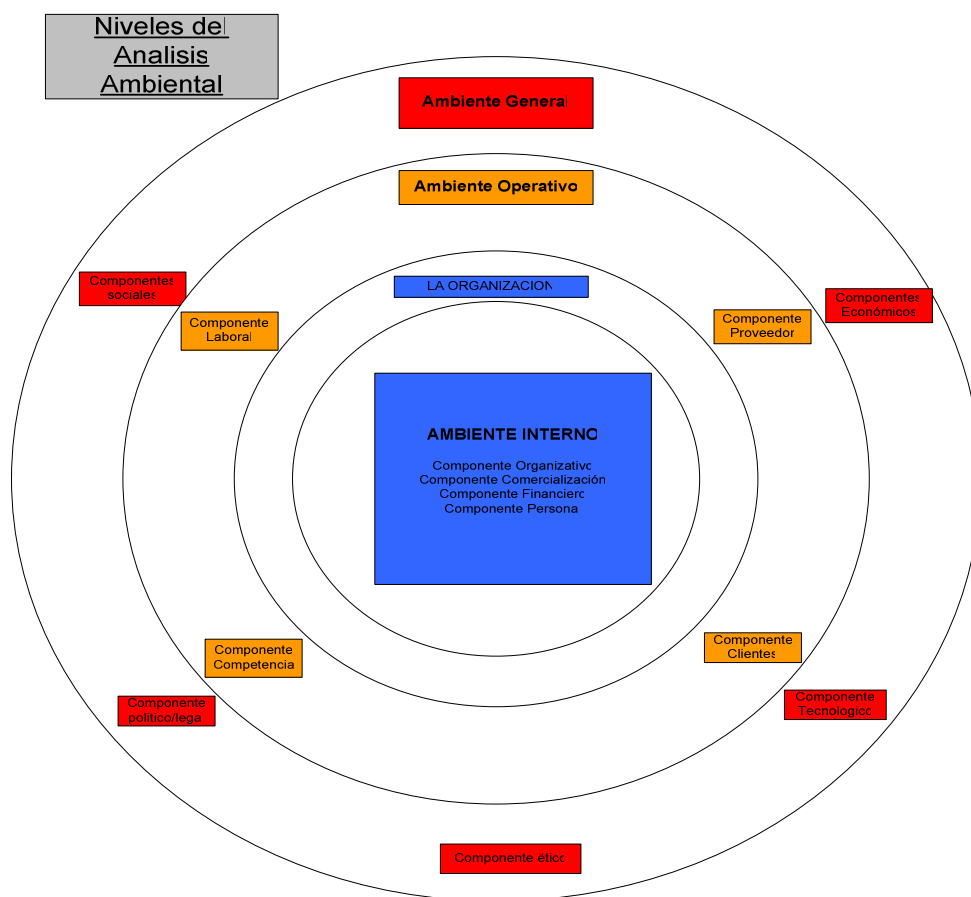 Niveles del
Analisis
Ambiental
Ambiente General
Ambiente Operativo
LA ORGANIZACION
Componentes
sociales
Componentes
Económicos
Componente
Laboral
Componente
Proveedor
AMBIENTE INTERNO
Componente Organizativo
Componente Comercialización
Componente Financiero
Componente Persona
Componente
Competencia
Componente
Clientes
Componente
politico/lega
Componente
Tecnologico
Componente ético